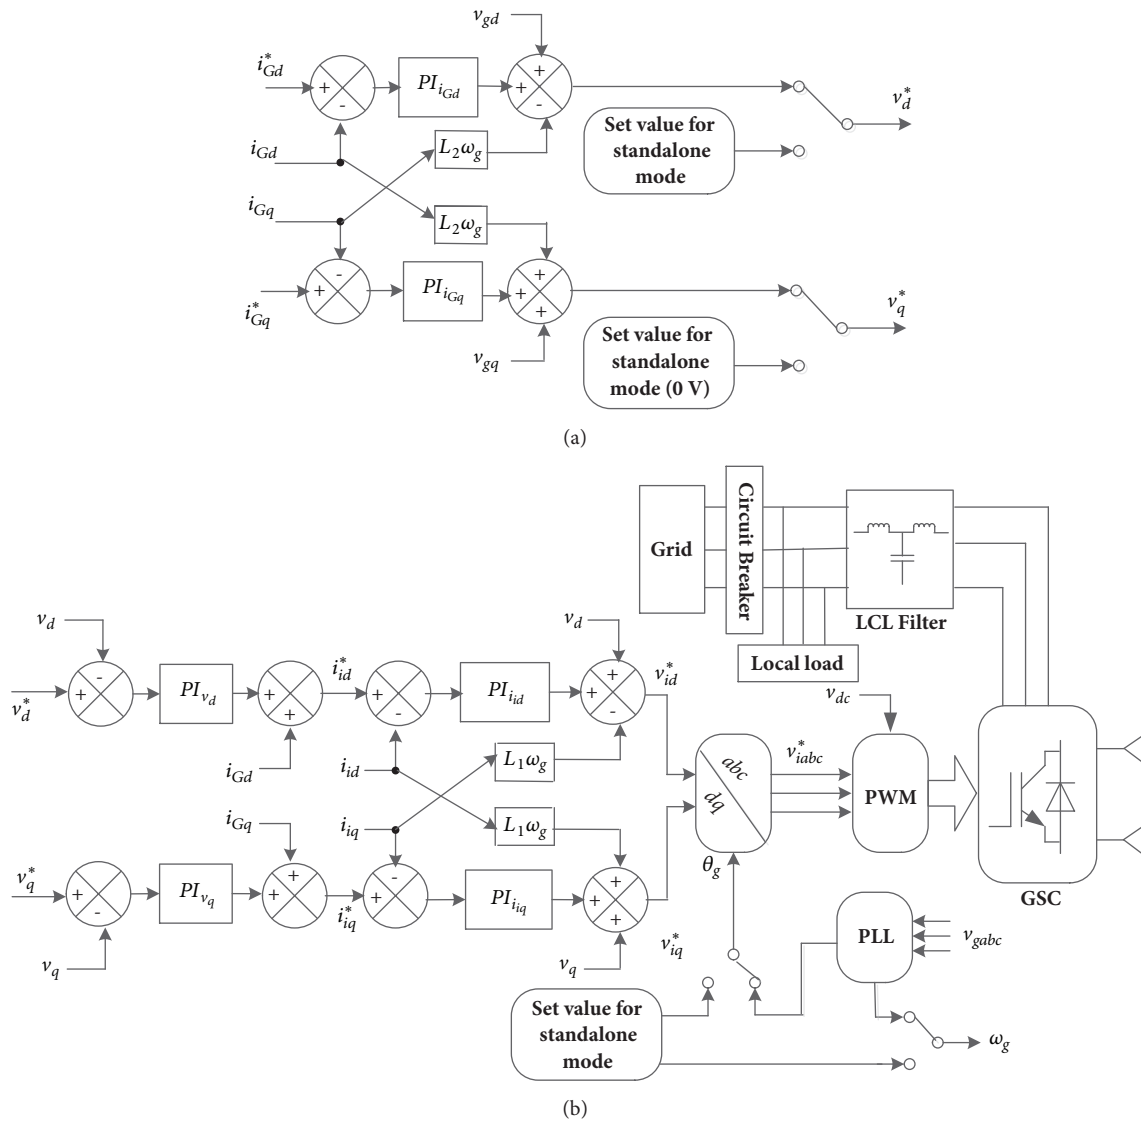 v_gd
i*_Gd
+
-
PI_iGd
+
+
-
v*_d
Set value for
standalone
mode
i_Gd
L_2ω_g
i_Gq
L_2ω_g
-
+
PI_iGq
+
+
+
i*_Gq
v_gq
v*_q
Set value for
standalone
mode (0 V)
(a)
Grid
Circuit Breaker
LCL Filter
Local load
v_d
-
+
v*_d
PI_vd
+
+
i*_id
+
-
PI_iid
v_d
+
+
-
v*_id
i_Gd
i_id
L_1ω_g
i_Gq
i_iq
L_1ω_g
v*_q
+
-
v_q
PI_vq
+
+
i*_iq
-
+
PI_iiq
+
+
+
v_q
v*_iq
abc
dq
θ_g
v*_iabc
v_dc
PWM
GSC
PLL
v_gabc
Set value for
standalone
mode
ω_g
(b)